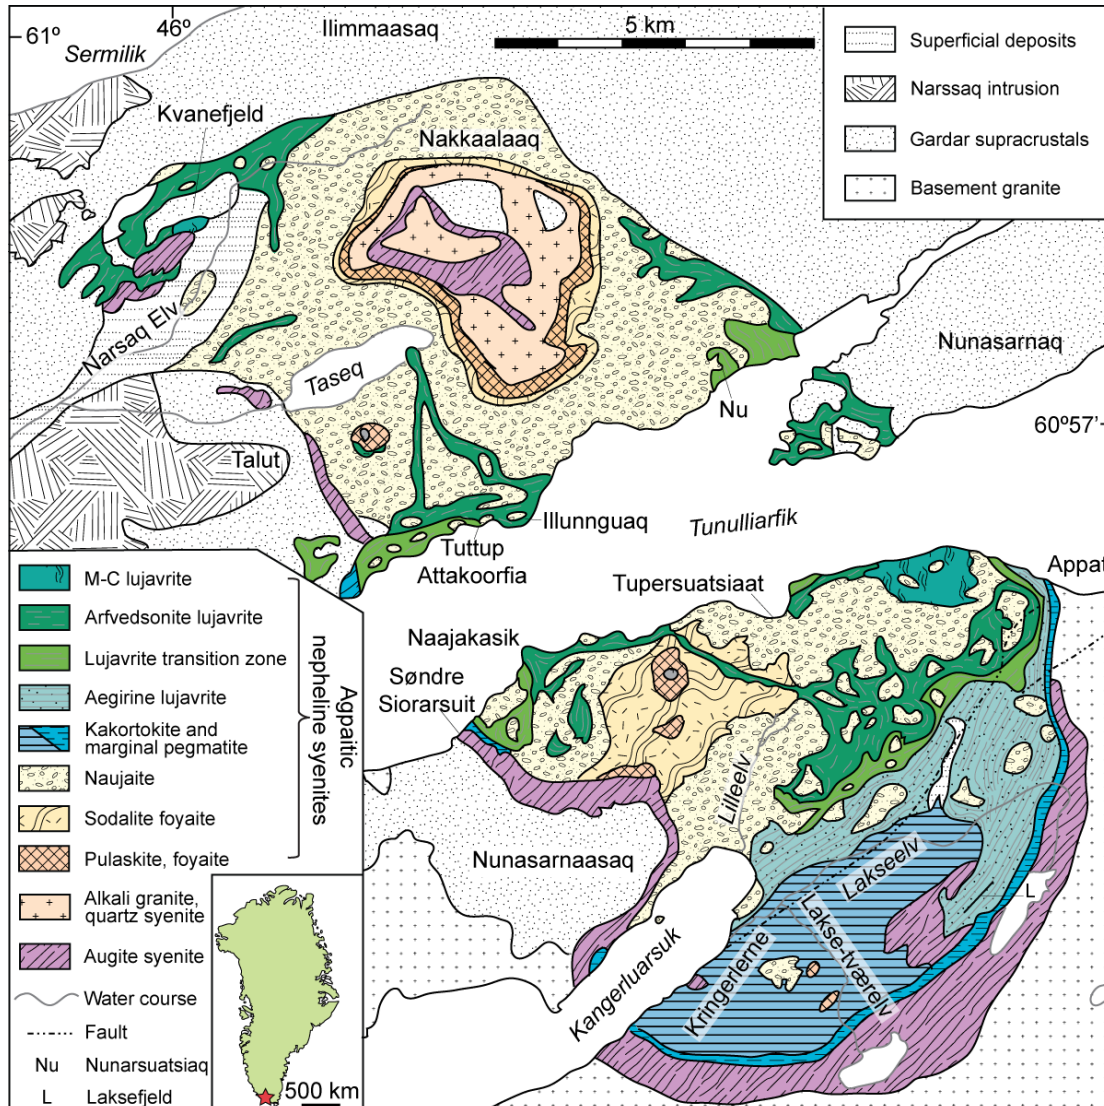 61º
46º
Sermilik
Ilimmaasaq
5 km
Kvanefjeld
Nakkaalaaq
Superficial deposits
Narssaq intrusion
Gardar supracrustals
Basement granite
Narsaq Elv
Taseq
Nunasarnaq
Nu
60º57’
Talut
Illunnguaq
Tuttup
Attakoorfia
Tunulliarfik
Appat
Tupersuatsiaat
Naajakasik
Søndre
Siorarsuit
Lilleelv
Nunasarnaasaq
Lakseelv
L
Laksetværelv
Kringlerne
Kangerluarsuk
M-C lujavrite
Arfvedsonite lujavrite
Lujavrite transition zone
Aegirine lujavrite
Kakortokite and
marginal pegmatite
Naujaite
Sodalite foyaite
Pulaskite, foyaite
Agpaitic
nepheline syenites
Alkali granite,
quartz syenite
Augite syenite
Water course
Fault
Nu Nunarsuatsiaq
L Laksefjeld
500 km